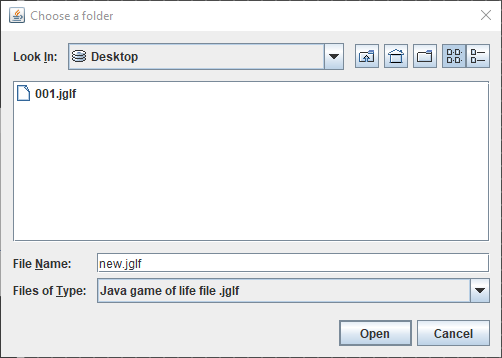 Choose a folder
Look In: Desktop
001.jglf
File Name: new.jglf
Files of Type: Java game of life file .jglf
Open Cancel